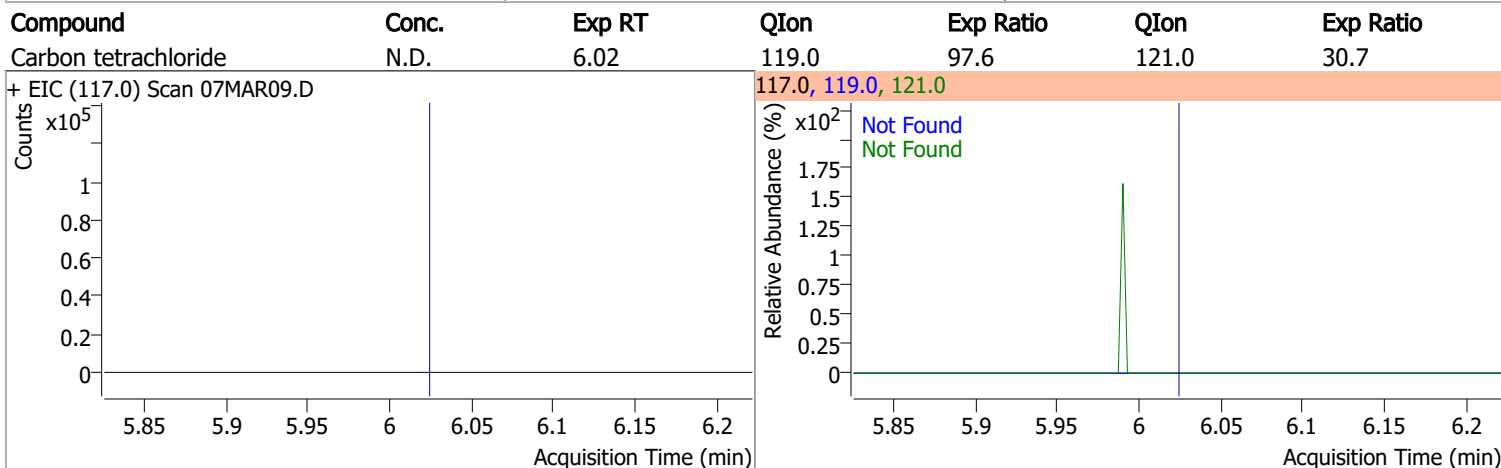 Compound Conc. Exp RT QIon Exp Ratio QIon Exp Ratio
Carbon tetrachloride N.D. 6.02 119.0 97.6 121.0 30.7
+ EIC (117.0) Scan 07MAR09.D
Counts
x10^5
1
0.8
0.6
0.4
0.2
0
5.85 5.9 5.95 6 6.05 6.1 6.15 6.2
Acquisition Time (min)
117.0, 119.0, 121.0
Relative Abundance (%)
x10^2
Not Found
Not Found
1.75
1.5
1.25
1
0.75
0.5
0.25
0
5.85 5.9 5.95 6 6.05 6.1 6.15 6.2
Acquisition Time (min)